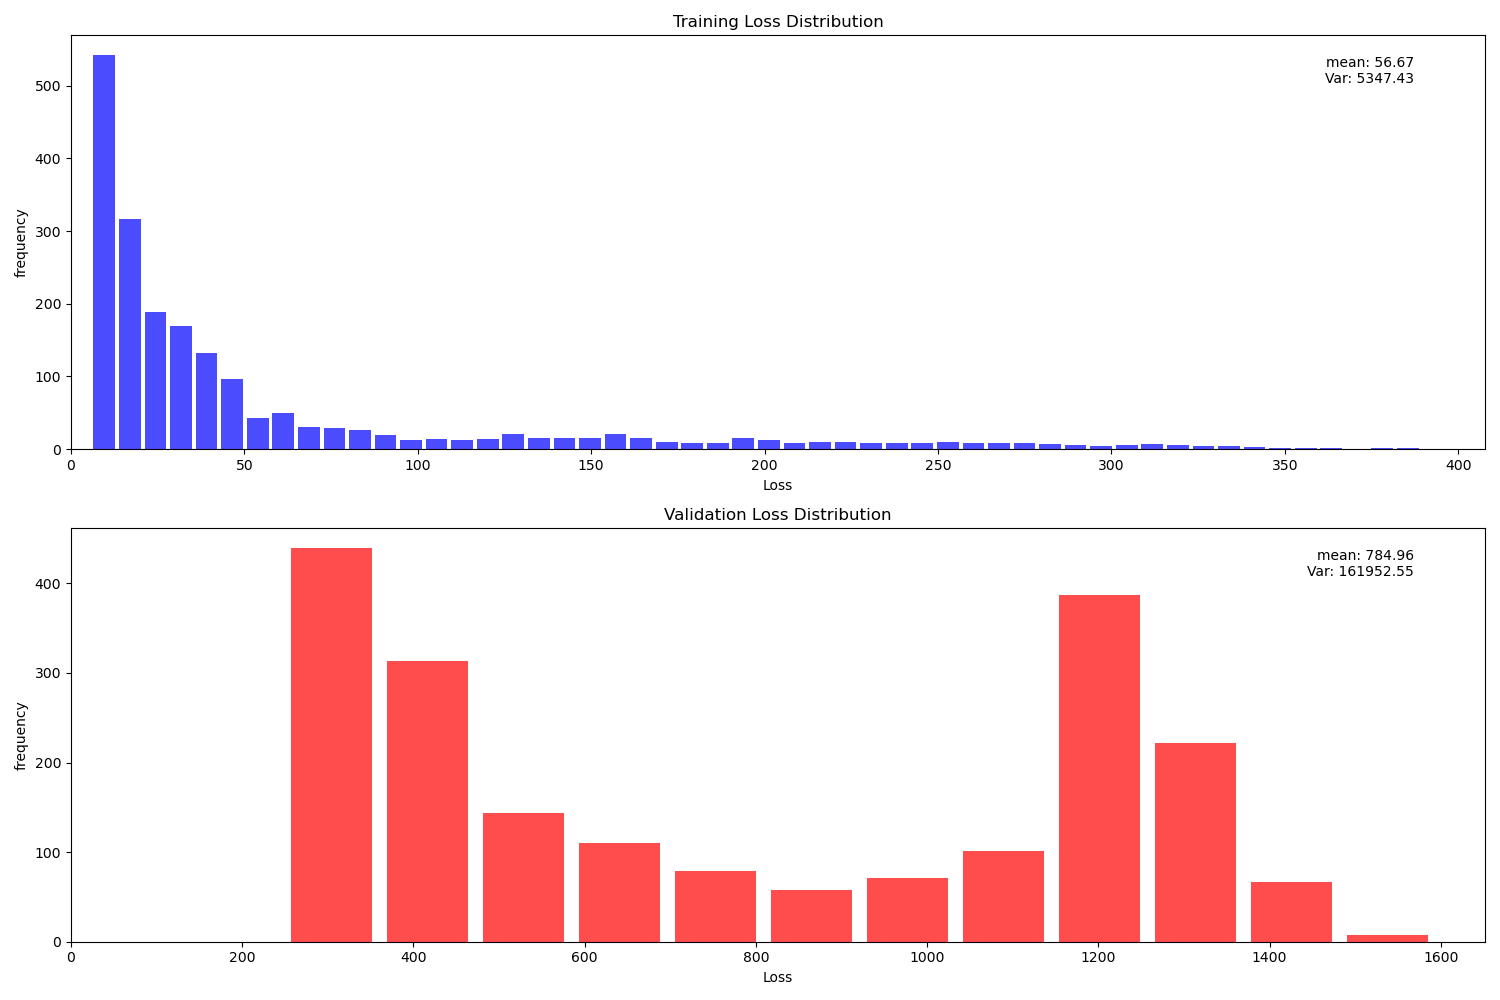 Training Loss Distribution
mean: 56.67
Var: 5347.43
frequency
500
400
300
200
100
0
0 50 100 150 200 250 300 350 400
Loss
Validation Loss Distribution
mean: 784.96
Var: 161952.55
frequency
400
300
200
100
0
0 200 400 600 800 1000 1200 1400 1600
Loss